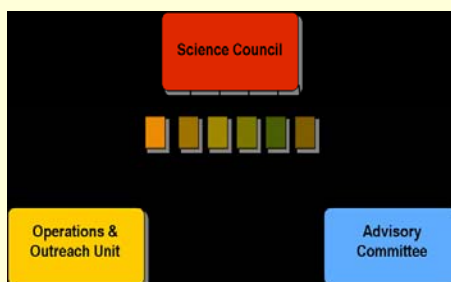 Science Council
Operations &
Outreach Unit
Advisory
Committee